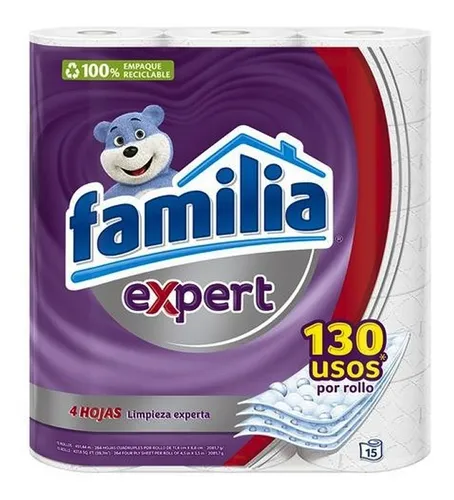 100% EMPAQUE
RECICLABLE
familia
expert
130
usos*
por rollo
4 HOJAS Limpieza experta
15